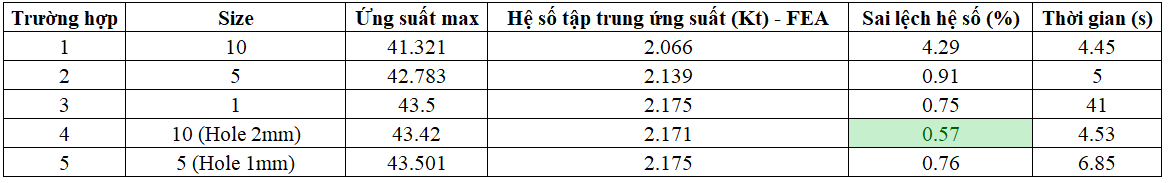 Trường hợp Size Ứng suất max Hệ số tập trung ứng suất (Kt) - FEA Sai lệch hệ số (%) Thời gian (s)
1 10 41.321 2.066 4.29 4.45
2 5 42.783 2.139 0.91 5
3 1 43.5 2.175 0.75 41
4 10 (Hole 2mm) 43.42 2.171 0.57 4.53
5 5 (Hole 1mm) 43.501 2.175 0.76 6.85